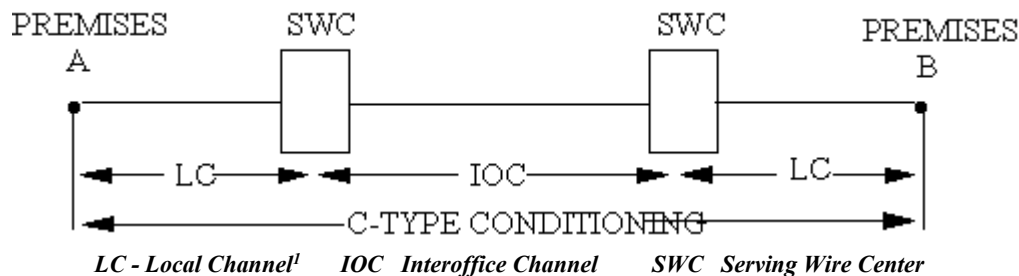 PREMISES
A
SWC
SWC
PREMISES
B
LC
IOC
LC
C-TYPE CONDITIONING
LC - Local Channel¹ IOC Interoffice Channel SWC Serving Wire Center